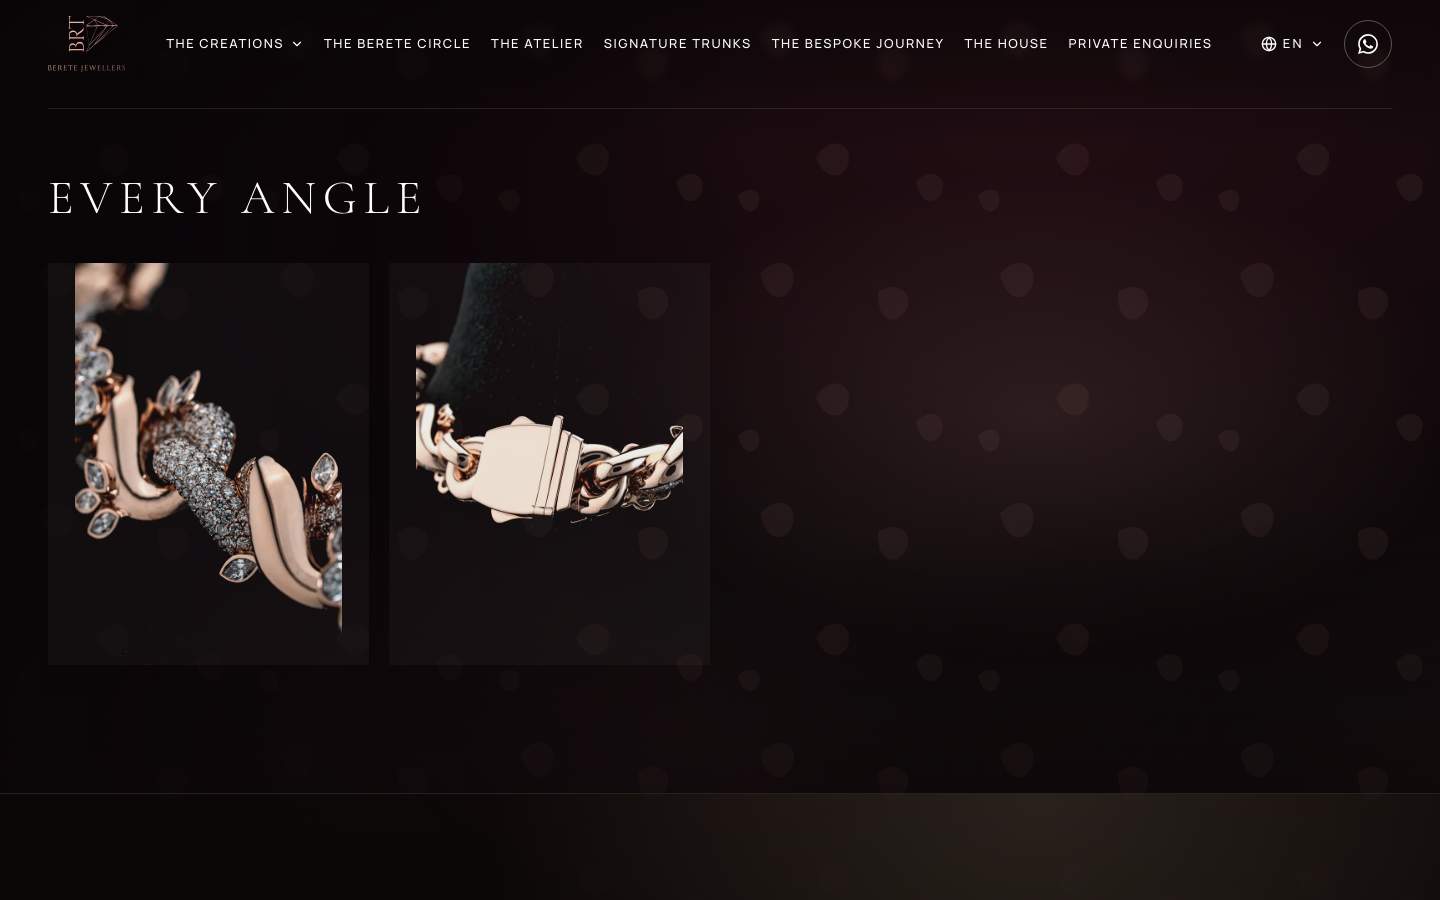 BRT
BERETE JEWELLERS
THE CREATIONS
THE BERETE CIRCLE
THE ATELIER
SIGNATURE TRUNKS
THE BESPOKE JOURNEY
THE HOUSE
PRIVATE ENQUIRIES
EN
EVERY ANGLE